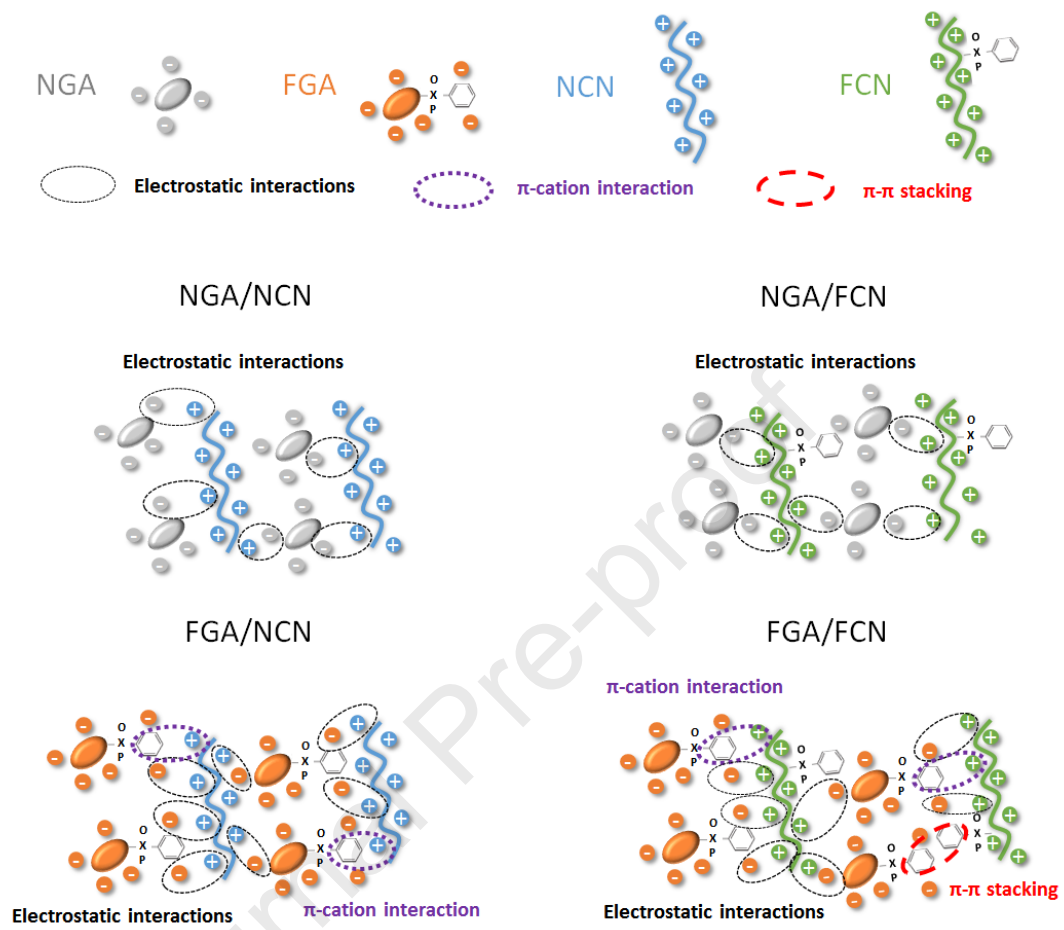 NGA FGA NCN FCN
O
X
P
O
X
P
Electrostatic interactions π-cation interaction π-π stacking
NGA/NCN NGA/FCN
Electrostatic interactions Electrostatic interactions
O
X
P
O
X
P
FGA/NCN FGA/FCN
π-cation interaction
O
X
P
O
X
P
O
X
P
O
X
P
O
X
P
O
X
P
O
X
P
O
X
P
O
X
P
O
X
P
Electrostatic interactions π-cation interaction Electrostatic interactions π-π stacking
Pre-proof